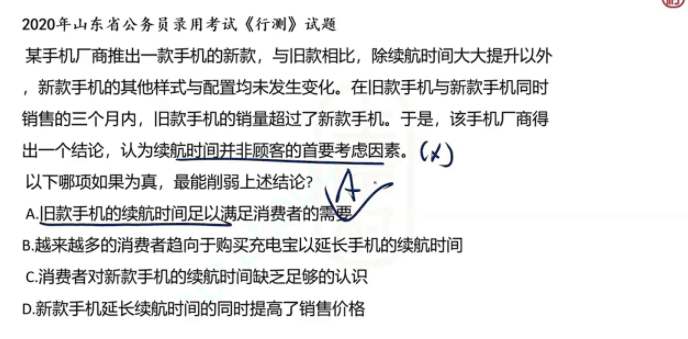 2020年山东省公务员录用考试《行测》试题
某手机厂商推出一款手机的新款，与旧款相比，除续航时间大大提升以外
，新款手机的其他样式与配置均未发生变化。在旧款手机与新款手机同时
销售的三个月内，旧款手机的销量超过了新款手机。于是，该手机厂商得
出一个结论，认为续航时间并非顾客的首要考虑因素。(×)
以下哪项如果为真，最能削弱上述结论?
A
A.旧款手机的续航时间足以满足消费者的需要
B.越来越多的消费者趋向于购买充电宝以延长手机的续航时间
C.消费者对新款手机的续航时间缺乏足够的认识
D.新款手机延长续航时间的同时提高了销售价格